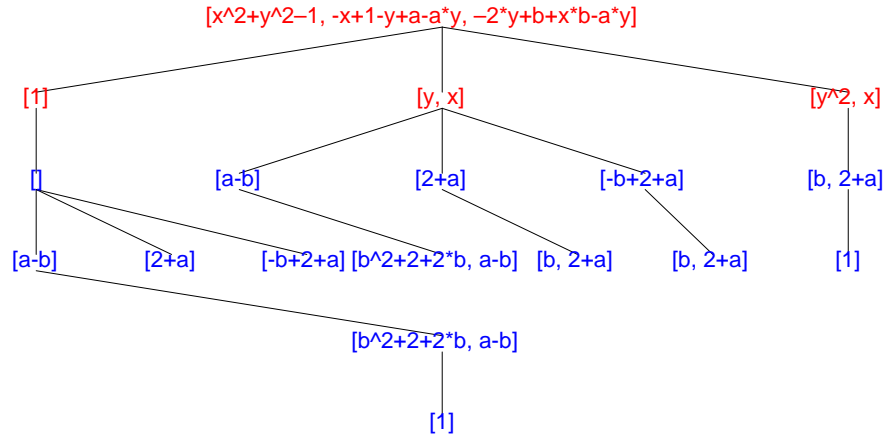 [x^2+y^2–1, -x+1-y+a-a*y, –2*y+b+x*b-a*y]
[1] [y, x] [y^2, x]
[] [a-b] [2+a] [-b+2+a] [b, 2+a]
[a-b] [2+a] [-b+2+a] [b^2+2+2*b, a-b] [b, 2+a] [b, 2+a] [1]
[b^2+2+2*b, a-b]
[1]